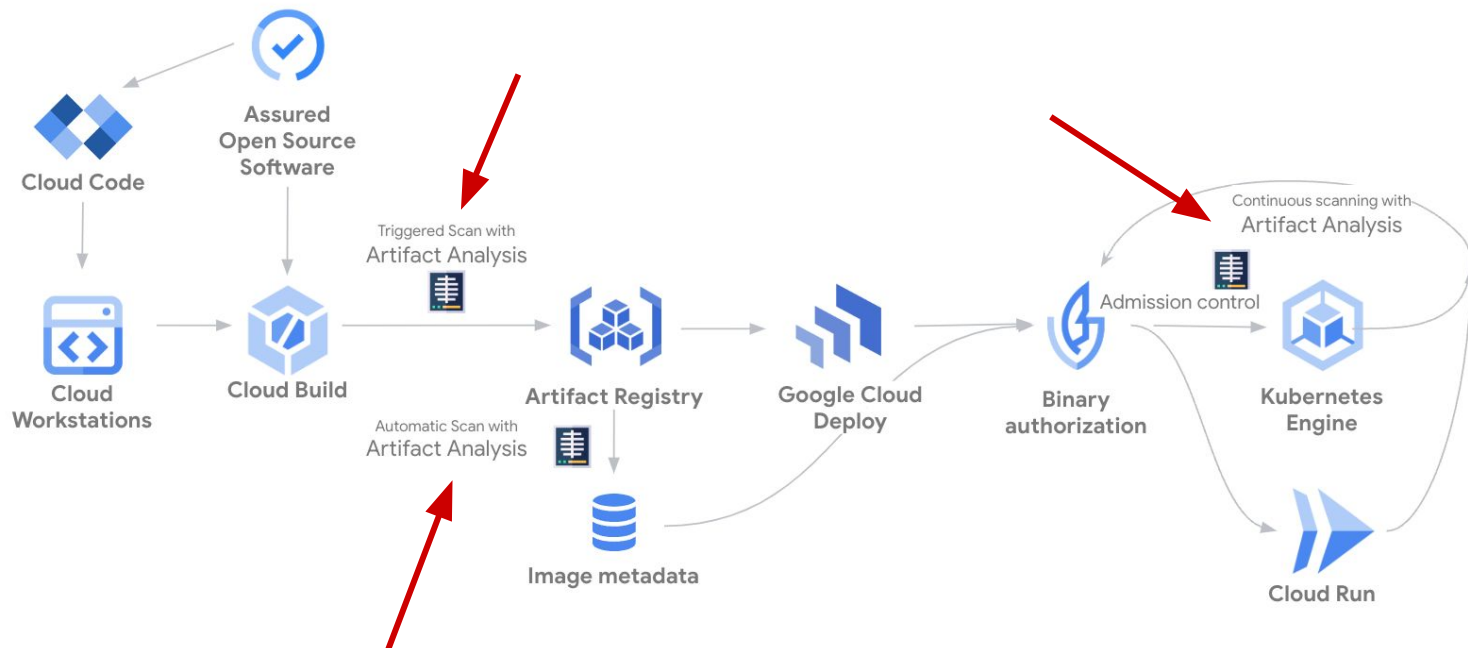 Assured
Open Source
Software
Cloud Code
Triggered Scan with
Artifact Analysis
Continuous scanning with
Artifact Analysis
Admission control
Cloud
Workstations
Cloud Build
Artifact Registry
Google Cloud
Deploy
Binary
authorization
Kubernetes
Engine
Automatic Scan with
Artifact Analysis
Image metadata
Cloud Run